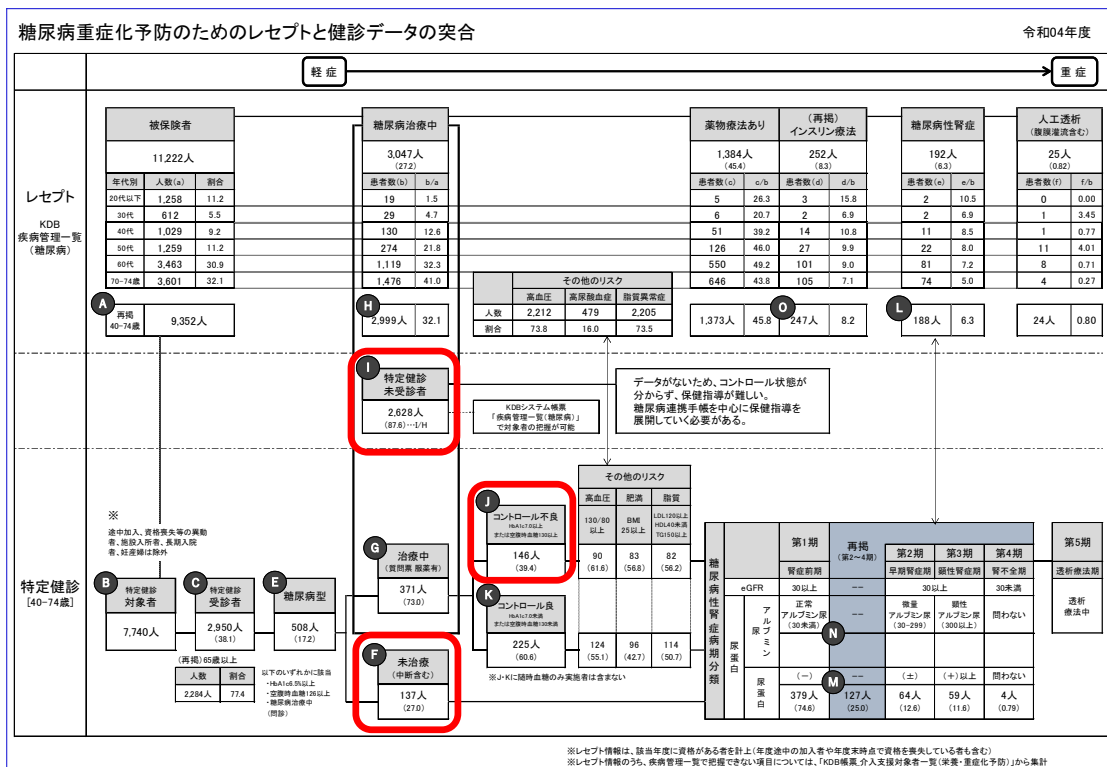 糖尿病重症化予防のためのレセプトと健診データの突合
令和04年度
軽症
重症
レセプト
KDB
疾病管理一覧
(糖尿病)
被保険者
11,222人
年代別 人数(a) 割合
20代以下 1,258 11.2
30代 612 5.5
40代 1,029 9.2
50代 1,259 11.2
60代 3,463 30.9
70-74歳 3,601 32.1
A
再掲
40-74歳
9,352人
糖尿病治療中
3,047人
(27.2)
患者数(b) b/a
19 1.5
29 4.7
130 12.6
274 21.8
1,119 32.3
1,476 41.0
H
2,999人 32.1
その他のリスク
高血圧 高尿酸血症 脂質異常症
人数 2,212 479 2,205
割合 73.8 16.0 73.5
薬物療法あり
1,384人
(45.4)
患者数(c) c/b
5 26.3
6 20.7
51 39.2
126 46.0
550 49.2
646 43.8
1,373人 45.8
(再掲)
インスリン療法
252人
(8.3)
患者数(d) d/b
3 15.8
2 6.9
14 10.8
27 9.9
101 9.0
105 7.1
O
247人 8.2
糖尿病性腎症
192人
(6.3)
患者数(e) e/b
2 10.5
2 6.9
11 8.5
22 8.0
81 7.2
74 5.0
L
188人 6.3
人工透析
(腹膜灌流含む)
25人
(0.82)
患者数(f) f/b
0 0.00
1 3.45
1 0.77
11 4.01
8 0.71
4 0.27
24人 0.80
I
特定健診
未受診者
2,628人
(87.6)…I/H
KDBシステム帳票
「疾病管理一覧(糖尿病)」
で対象者の把握が可能
データがないため、コントロール状態が
分からず、保健指導が難しい。
糖尿病連携手帳を中心に保健指導を
展開していく必要がある。
特定健診
[40-74歳]
※
途中加入、資格喪失等の異動
者、施設入所者、長期入院
者、妊産婦は除外
B
特定健診
対象者
7,740人
C
特定健診
受診者
2,950人
(38.1)
(再掲)65歳以上
人数 割合
2,284人 77.4
E
糖尿病型
508人
(17.2)
以下のいずれかに該当
・HbA1c6.5%以上
・空腹時血糖126以上
・糖尿病治療中
(問診)
G
治療中
(質問票 服薬有)
371人
(73.0)
F
未治療
(中断含む)
137人
(27.0)
J
コントロール不良
HbA1c7.0以上
または空腹時血糖130以上
146人
(39.4)
K
コントロール良
HbA1c7.0未満
または空腹時血糖130未満
225人
(60.6)
※J・Kに随時血糖のみ実施者は含まない
その他のリスク
高血圧 肥満 脂質
130/80
以上
BMI
25以上
LDL120以上
HDL40未満
TG150以上
90 83 82
(61.6) (56.8) (56.2)
124 96 114
(55.1) (42.7) (50.7)
糖尿病性腎症病期分類
第1期
腎症前期
再掲
(第2~4期)
第2期
早期腎症期
第3期
顕性腎症期
第4期
腎不全期
第5期
透析療法期
eGFR 30以上 -- 30以上 30未満
透析
療法中
尿蛋白
尿アルブミン
正常
アルブミン尿
(30未満)
--
微量
アルブミン尿
(30-299)
顕性
アルブミン尿
(300以上)
問わない
N
尿蛋白
M
(-) -- (±) (+)以上 問わない
379人 127人 64人 59人 4人
(74.6) (25.0) (12.6) (11.6) (0.79)
※レセプト情報は、該当年度に資格がある者を計上(年度途中の加入者や年度末時点で資格を喪失している者も含む)
※レセプト情報のうち、疾病管理一覧で把握できない項目については、「KDB帳票_介入支援対象者一覧(栄養・重症化予防)」から集計